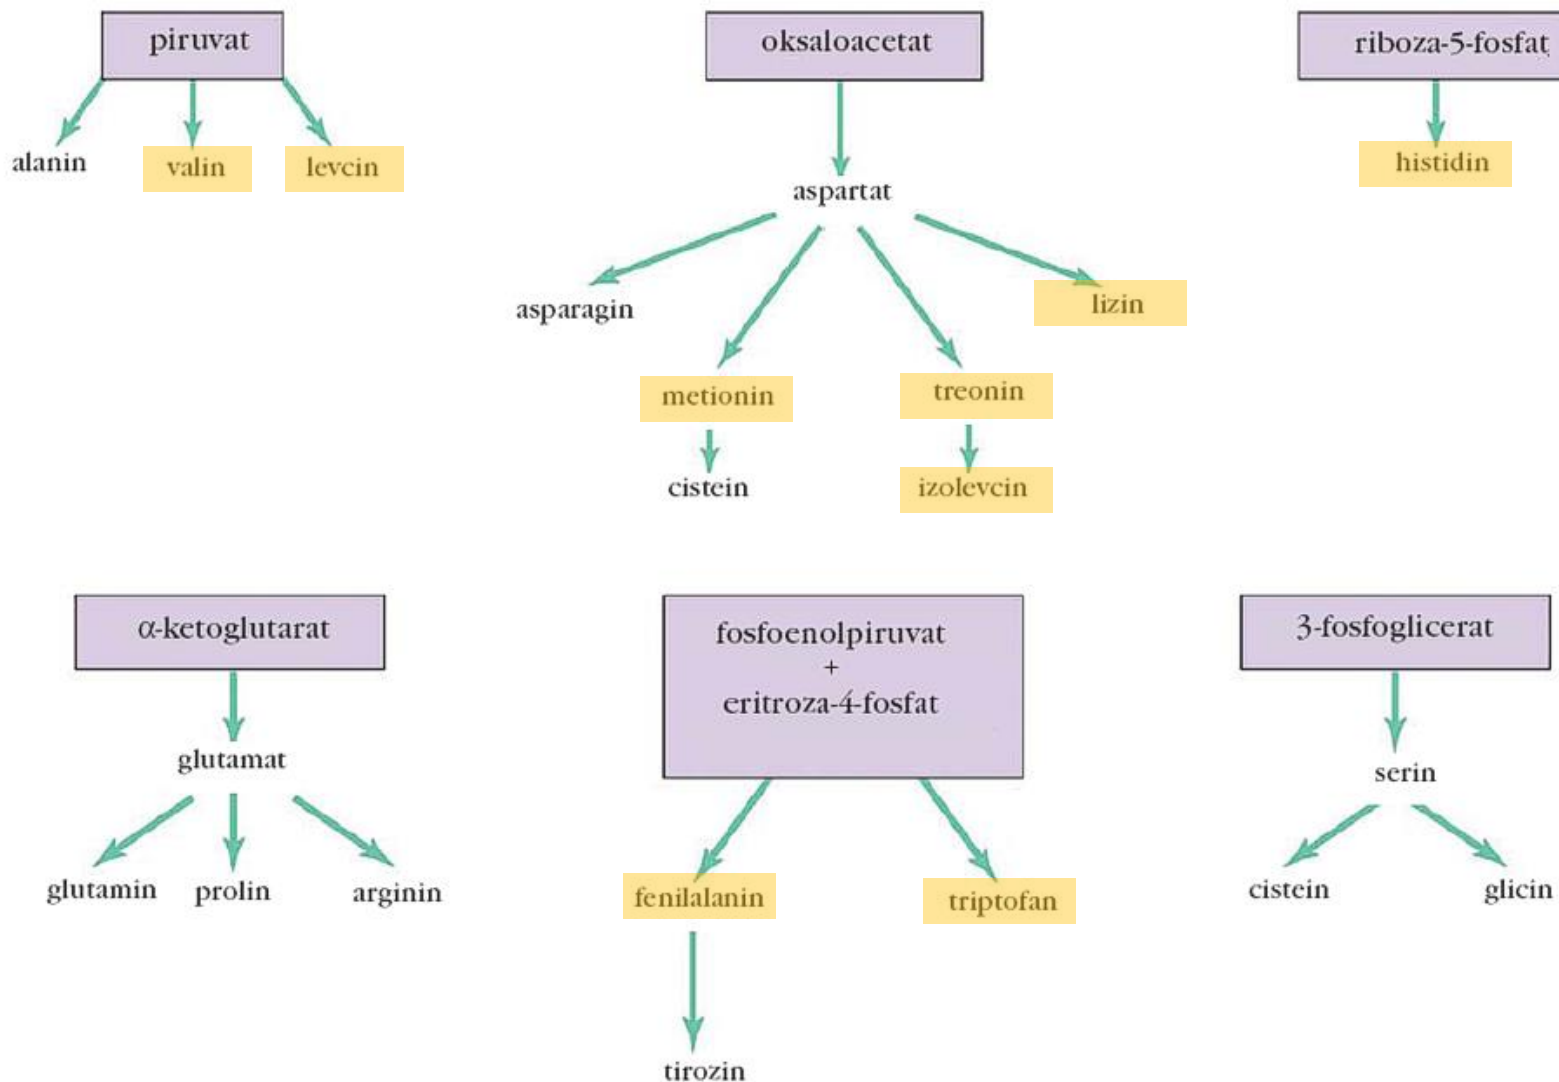 piruvat
alanin
valin
levcin
oksaloacetat
aspartat
asparagin
lizin
metionin
treonin
cistein
izolevcin
riboza-5-fosfat
histidin
α-ketoglutarat
glutamat
glutamin
prolin
arginin
fosfoenolpiruvat
+
eritroza-4-fosfat
fenilalanin
triptofan
tirozin
3-fosfoglicerat
serin
cistein
glicin